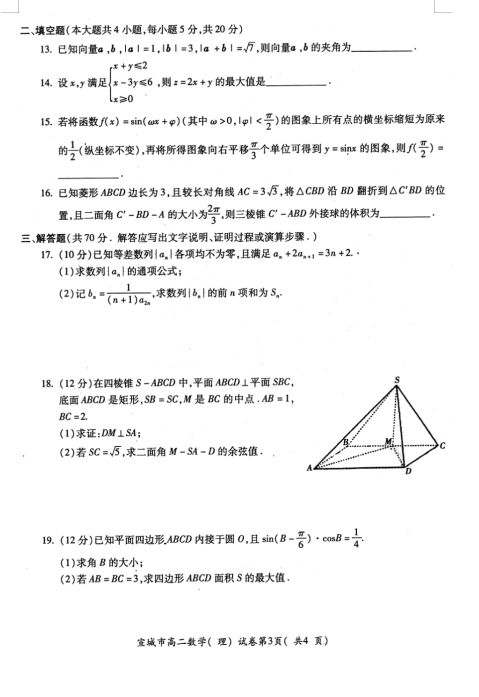 二、填空题(本大题共4小题,每小题5分,共20分)
13. 已知向量a,b,|a|=1,|b|=3,|a+b|=√7,则向量a,b的夹角为________.
14. 设x,y满足{x+y≤2, x-3y≤6, x≥0,则z=2x+y的最大值是________.
15. 若将函数f(x)=sin(ωx+φ)(其中ω>0,|φ|<π/2)的图象上所有点的横坐标缩短为原来
的1/2(纵坐标不变),再将所得图象向右平移π/3个单位可得到y=sinx的图象,则f(π/2)=
________.
16. 已知菱形ABCD边长为3,且较长对角线AC=3√3,将△CBD沿BD翻折到△C'BD的位
置,且二面角C'-BD-A的大小为2π/3,则三棱锥C'-ABD外接球的体积为________.
三、解答题(共70分. 解答应写出文字说明、证明过程或演算步骤.)
17. (10分)已知等差数列{aₙ}各项均不为零,且满足aₙ+2aₙ₊₁=3n+2.
(1)求数列{aₙ}的通项公式;
(2)记bₙ=1/((n+1)a₂ₙ),求数列{bₙ}的前n项和为Sₙ.
18. (12分)在四棱锥S-ABCD中,平面ABCD⊥平面SBC,
底面ABCD是矩形,SB=SC,M是BC的中点.AB=1,
BC=2.
(1)求证:DM⊥SA;
(2)若SC=√5,求二面角M-SA-D的余弦值.
S
B
M
C
A
D
19. (12分)已知平面四边形ABCD内接于圆O,且sin(B-π/6)·cosB=1/4.
(1)求角B的大小;
(2)若AB=BC=3,求四边形ABCD面积S的最大值.
宣城市高二数学(理)试卷第3页(共4页)